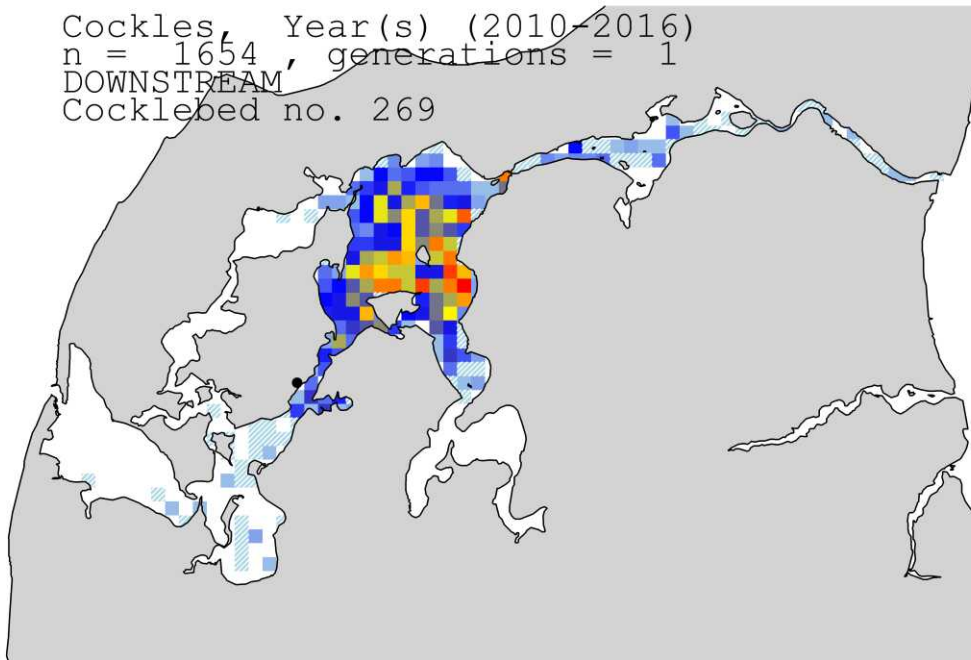 Cockles, Year(s) (2010-2016)
n = 1654 , generations = 1
DOWNSTREAM
Cocklebed no. 269